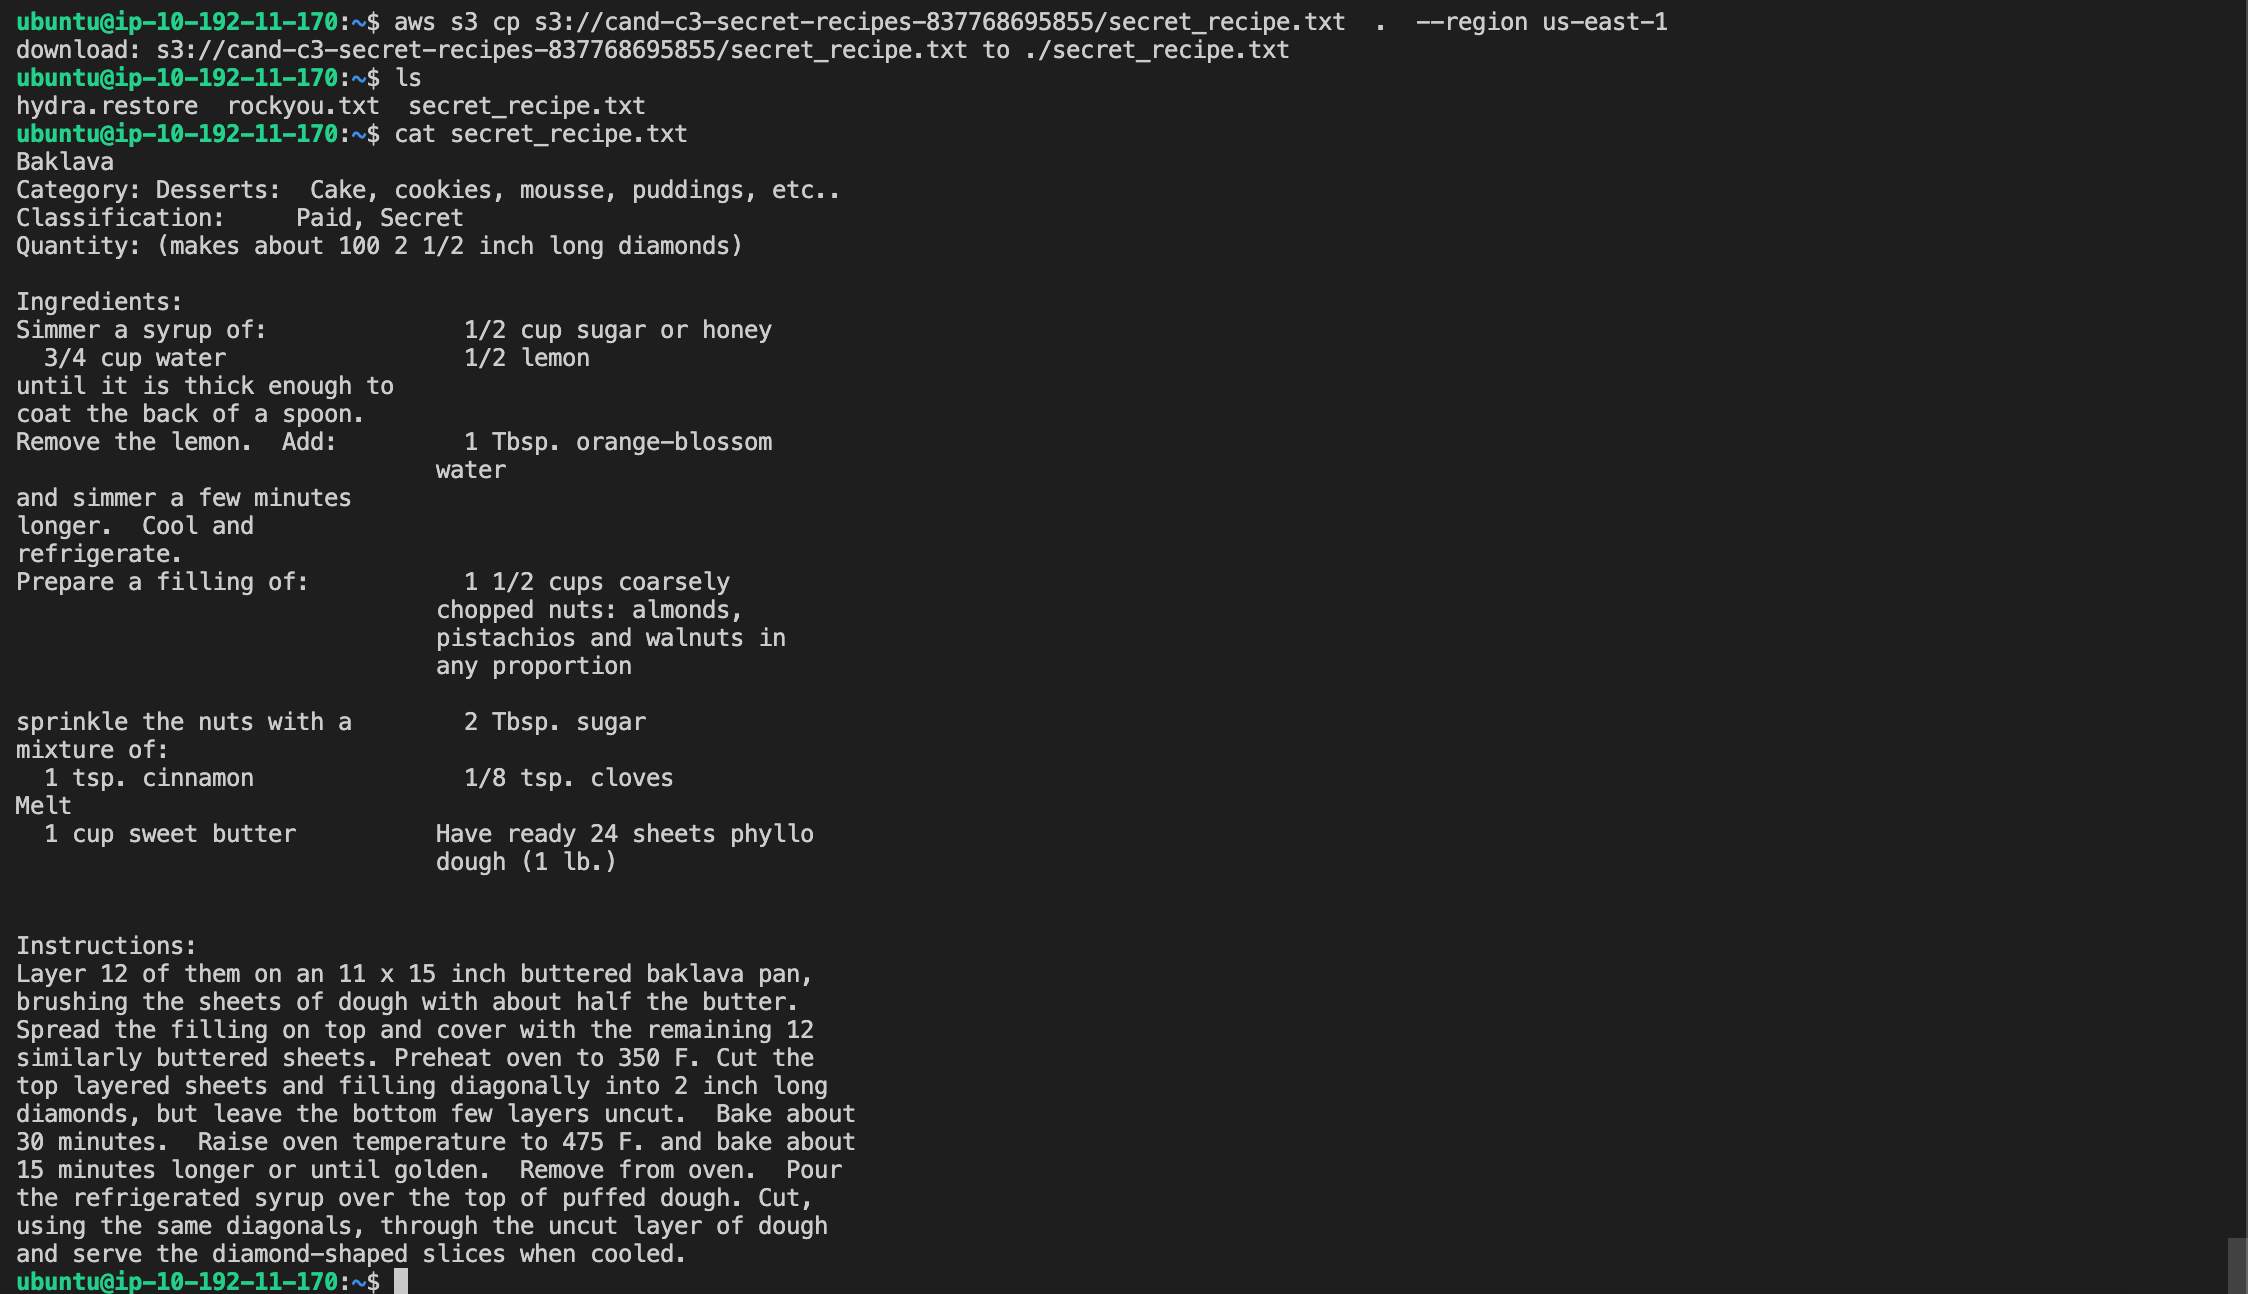 ubuntu@ip-10-192-11-170:~$ aws s3 cp s3://cand-c3-secret-recipes-837768695855/secret_recipe.txt  .  --region us-east-1
download: s3://cand-c3-secret-recipes-837768695855/secret_recipe.txt to ./secret_recipe.txt
ubuntu@ip-10-192-11-170:~$ ls
hydra.restore  rockyou.txt  secret_recipe.txt
ubuntu@ip-10-192-11-170:~$ cat secret_recipe.txt
Baklava
Category: Desserts:  Cake, cookies, mousse, puddings, etc..
Classification:     Paid, Secret
Quantity: (makes about 100 2 1/2 inch long diamonds)

Ingredients:
Simmer a syrup of:              1/2 cup sugar or honey
  3/4 cup water                 1/2 lemon
until it is thick enough to
coat the back of a spoon.
Remove the lemon.  Add:         1 Tbsp. orange-blossom
                              water
and simmer a few minutes
longer.  Cool and
refrigerate.
Prepare a filling of:           1 1/2 cups coarsely
                              chopped nuts: almonds,
                              pistachios and walnuts in
                              any proportion

sprinkle the nuts with a        2 Tbsp. sugar
mixture of:
  1 tsp. cinnamon               1/8 tsp. cloves
Melt
  1 cup sweet butter          Have ready 24 sheets phyllo
                              dough (1 lb.)


Instructions:
Layer 12 of them on an 11 x 15 inch buttered baklava pan,
brushing the sheets of dough with about half the butter.
Spread the filling on top and cover with the remaining 12
similarly buttered sheets. Preheat oven to 350 F. Cut the
top layered sheets and filling diagonally into 2 inch long
diamonds, but leave the bottom few layers uncut.  Bake about
30 minutes.  Raise oven temperature to 475 F. and bake about
15 minutes longer or until golden.  Remove from oven.  Pour
the refrigerated syrup over the top of puffed dough. Cut,
using the same diagonals, through the uncut layer of dough
and serve the diamond-shaped slices when cooled.
ubuntu@ip-10-192-11-170:~$